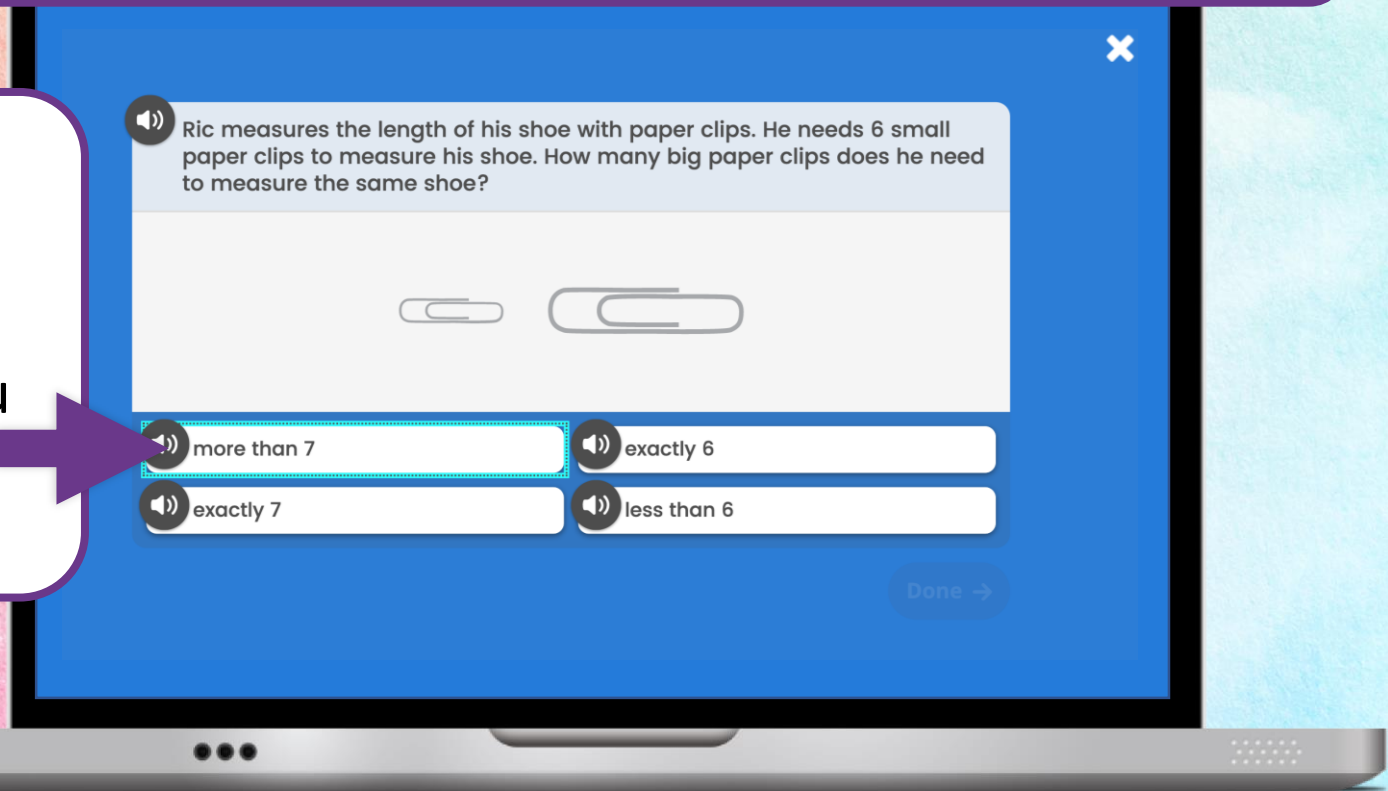 Ric measures the length of his shoe with paper clips. He needs 6 small
paper clips to measure his shoe. How many big paper clips does he need
to measure the same shoe?
more than 7
exactly 6
exactly 7
less than 6
Done →